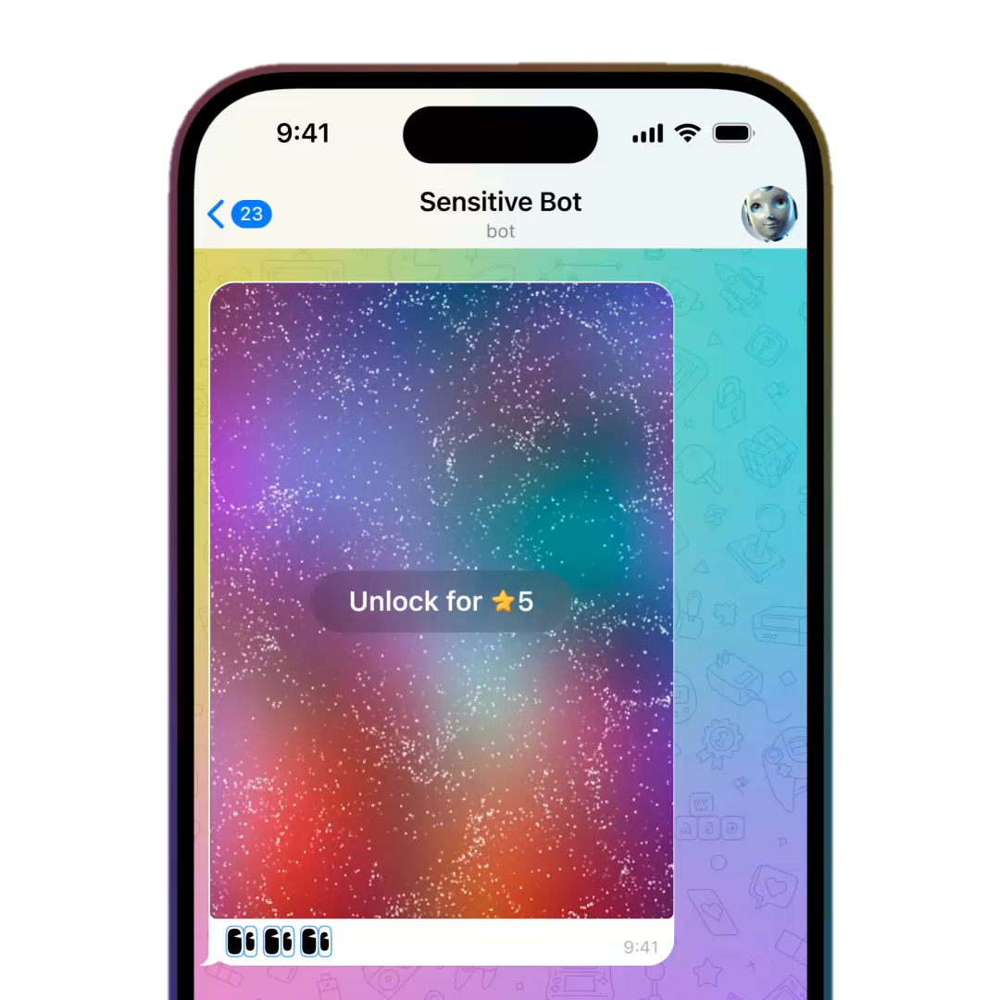 9:41
23
Sensitive Bot
bot
Unlock for ⭐5
👀👀👀
9:41
W
A S D